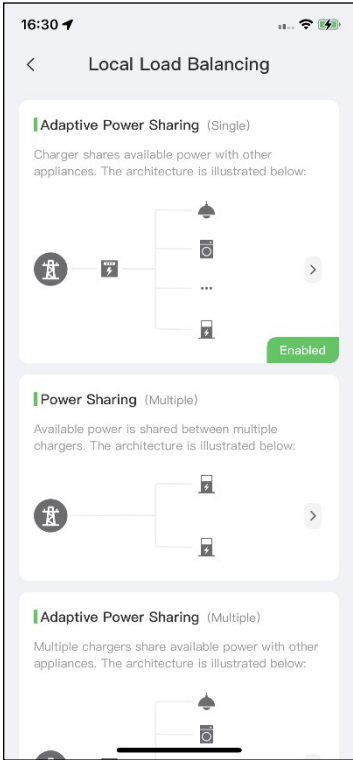 16:30
Local Load Balancing
Adaptive Power Sharing (Single)
Charger shares available power with other
appliances. The architecture is illustrated below:
Enabled
Power Sharing (Multiple)
Available power is shared between multiple
chargers. The architecture is illustrated below:
Adaptive Power Sharing (Multiple)
Multiple chargers share available power with other
appliances. The architecture is illustrated below: